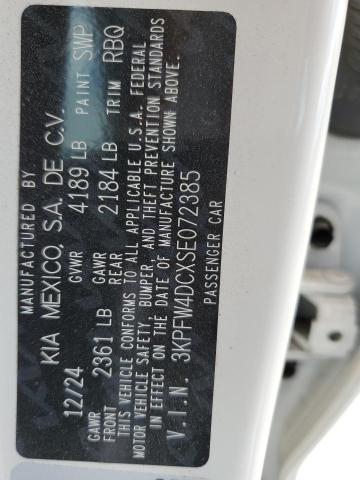 MANUFACTURED BY
KIA MEXICO, S.A. DE C.V.
12/24 GVWR 4189 LB PAINT SWP
GAWR FRONT 2361 LB GAWR REAR 2184 LB TRIM RBQ
THIS VEHICLE CONFORMS TO ALL APPLICABLE U.S.A. FEDERAL
MOTOR VEHICLE SAFETY, BUMPER, AND THEFT PREVENTION STANDARDS
IN EFFECT ON THE DATE OF MANUFACTURE SHOWN ABOVE.
V.I.N. 3KPFW4DCXSE072385
PASSENGER CAR